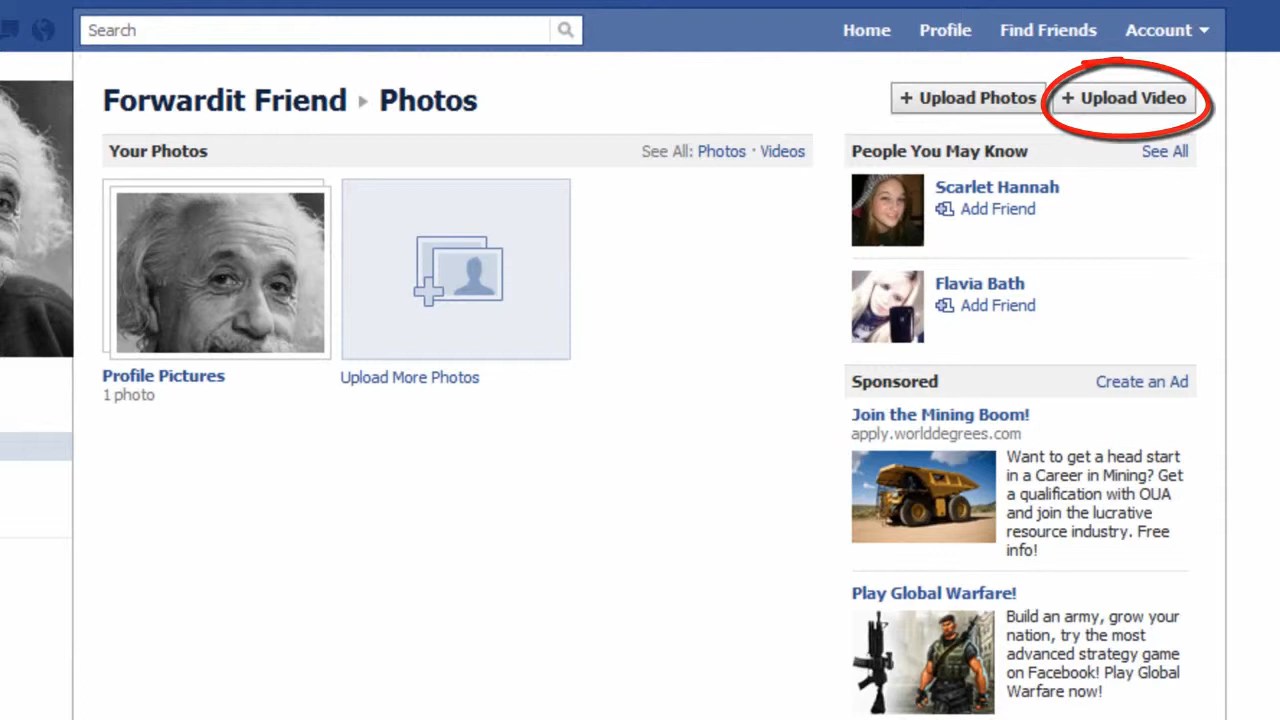 Search
Home Profile Find Friends Account
Forwardit Friend Photos
+ Upload Photos
+ Upload Video
Your Photos
See All: Photos · Videos
Profile Pictures
1 photo
Upload More Photos
People You May Know
See All
Scarlet Hannah
Add Friend
Flavia Bath
Add Friend
Sponsored
Create an Ad
Join the Mining Boom!
apply.worlddegrees.com
Want to get a head start
in a Career in Mining? Get
a qualification with OUA
and join the lucrative
resource industry. Free
info!
Play Global Warfare!
Build an army, grow your
nation, try the most
advanced strategy game
on Facebook! Play Global
Warfare now!